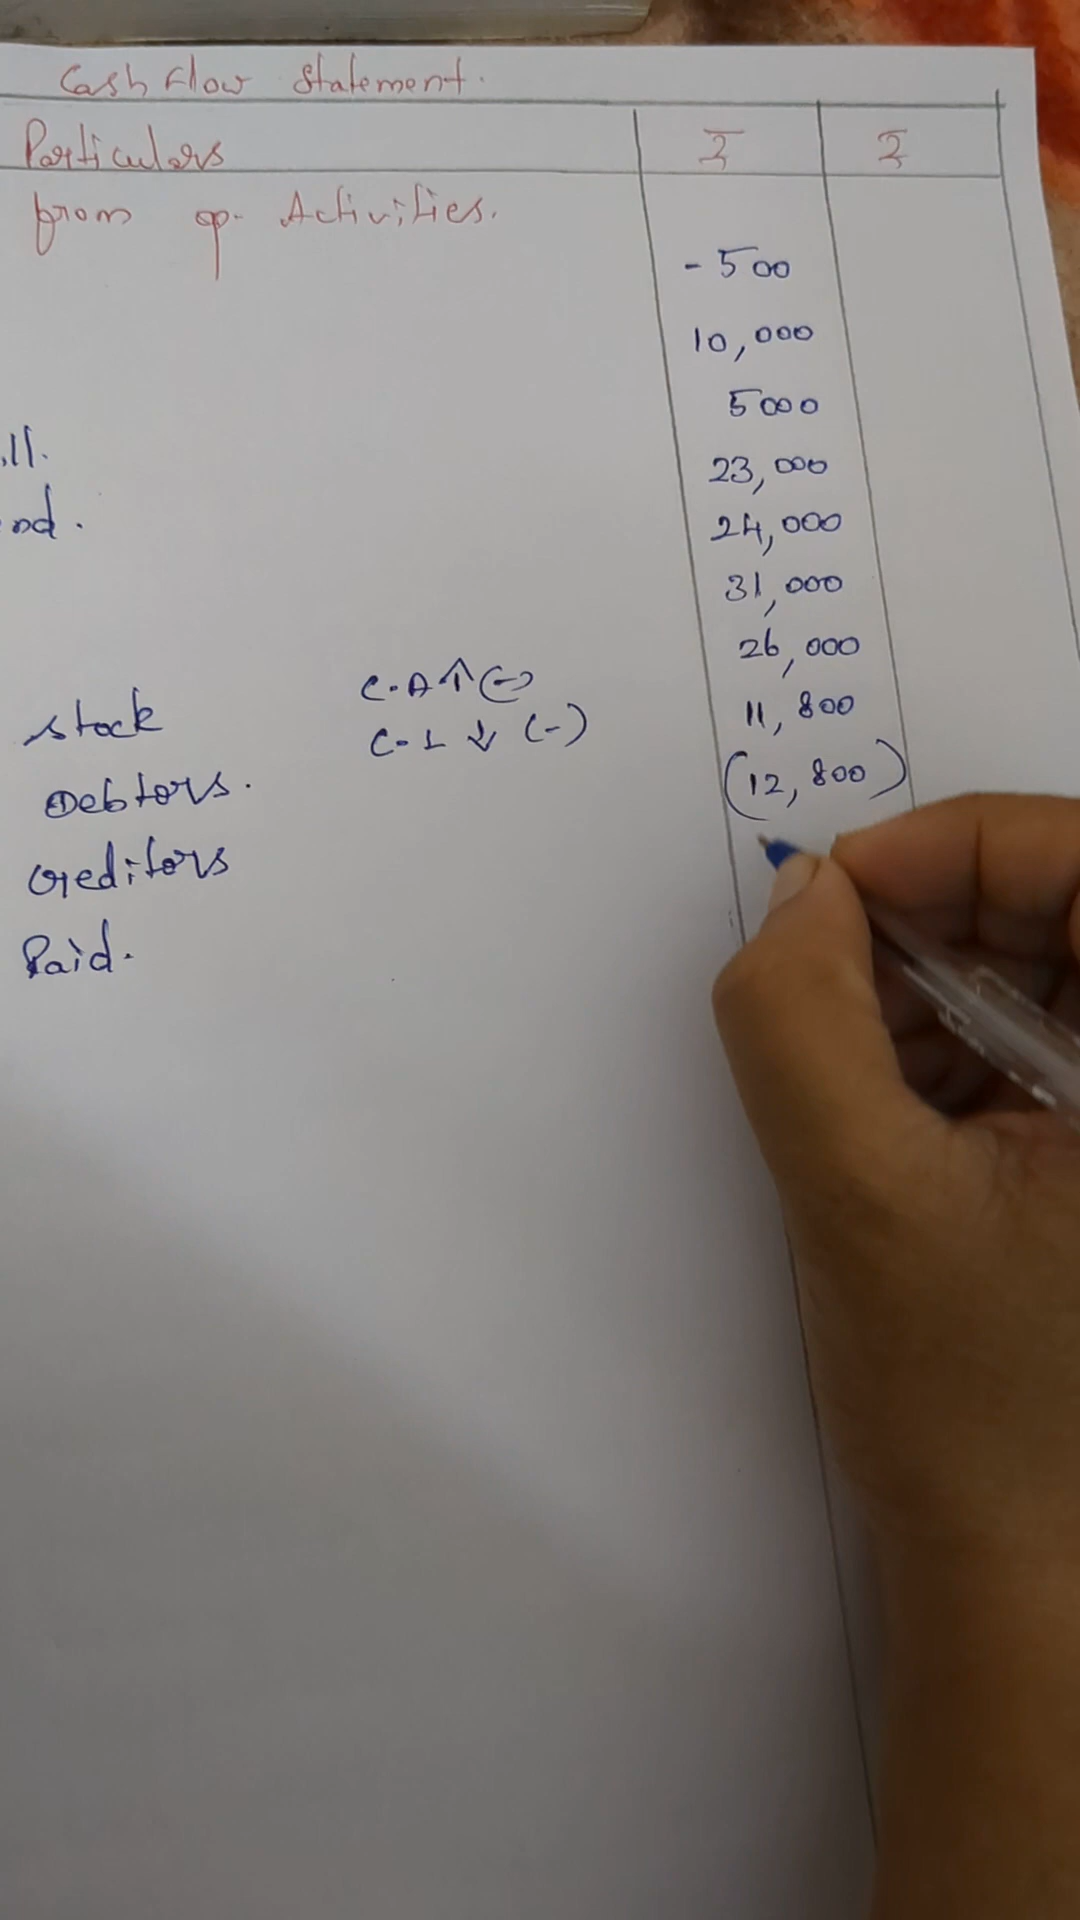 Cash Flow Statement.
Particulars ₹ ₹
from op. Activities.
- 500
10,000
5000
ll. 23,000
nd. 24,000
31,000
26,000
Stock C.A↑(-) 11,800
Debtors. C.L↓(-) (12,800)
Creditors
Paid.